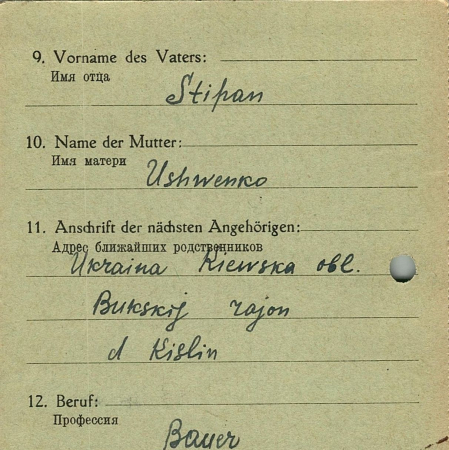 9. Vorname des Vaters:
Имя отца
Stipan
10. Name der Mutter:
Имя матери
Ushwenko
11. Anschrift der nächsten Angehörigen:
Адрес ближайших родственников
Ukraina Kiewska obl.
Bukskij rajon
d Kislin
12. Beruf:
Профессия
Bauer